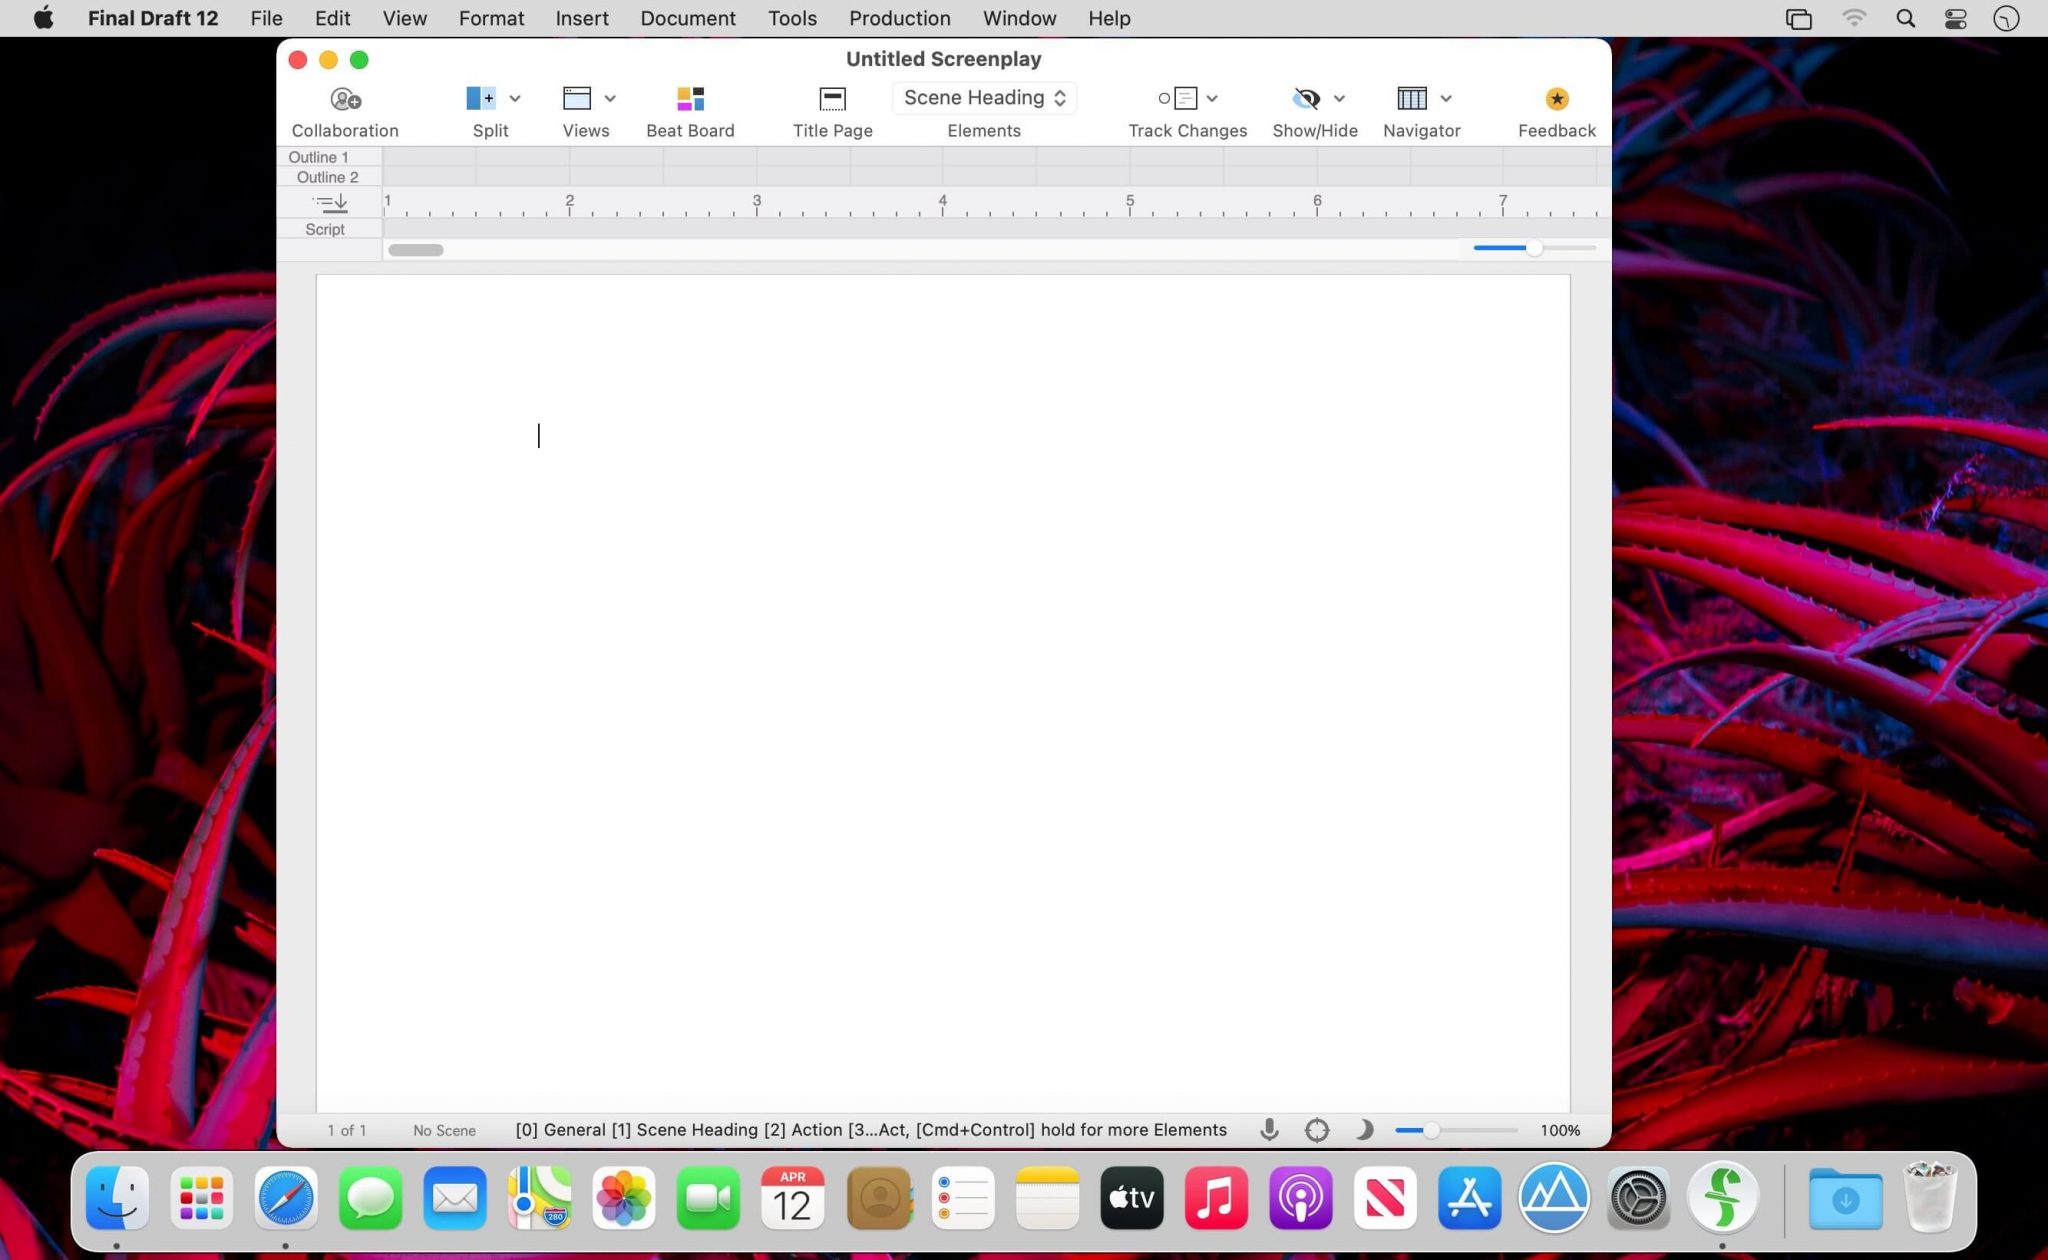 Final Draft 12 File Edit View Format Insert Document Tools Production Window Help
Untitled Screenplay
Scene Heading
Collaboration Split Views Beat Board Title Page Elements Track Changes Show/Hide Navigator Feedback
Outline 1
Outline 2
1 2 3 4 5 6 7
Script
1 of 1 No Scene [0] General [1] Scene Heading [2] Action [3...Act, [Cmd+Control] hold for more Elements 100%
280
APR
12
tv